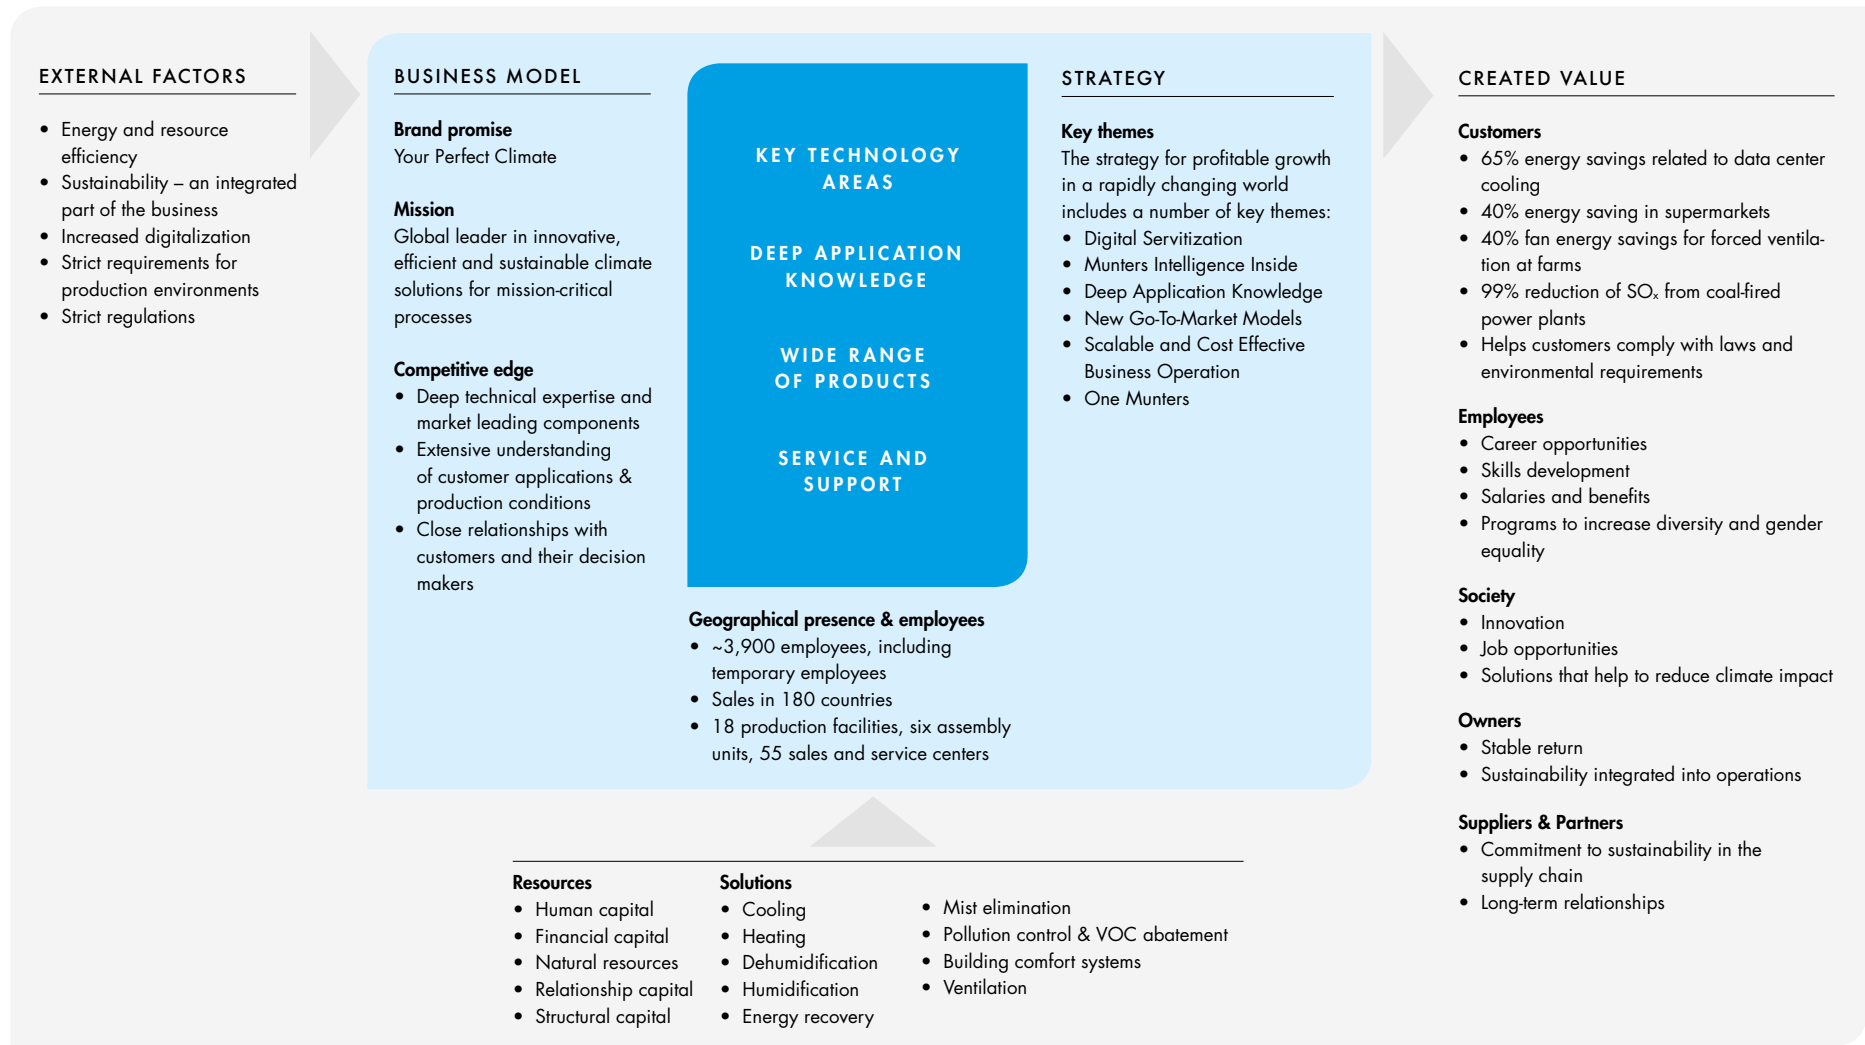 EXTERNAL FACTORS
• Energy and resource
efficiency
• Sustainability – an integrated
part of the business
• Increased digitalization
• Strict requirements for
production environments
• Strict regulations
BUSINESS MODEL
Brand promise
Your Perfect Climate
Mission
Global leader in innovative,
efficient and sustainable climate
solutions for mission-critical
processes
Competitive edge
• Deep technical expertise and
market leading components
• Extensive understanding
of customer applications &
production conditions
• Close relationships with
customers and their decision
makers
KEY TECHNOLOGY
AREAS
DEEP APPLICATION
KNOWLEDGE
WIDE RANGE
OF PRODUCTS
SERVICE AND
SUPPORT
Geographical presence & employees
• ~3,900 employees, including
temporary employees
• Sales in 180 countries
• 18 production facilities, six assembly
units, 55 sales and service centers
STRATEGY
Key themes
The strategy for profitable growth
in a rapidly changing world
includes a number of key themes:
• Digital Servitization
• Munters Intelligence Inside
• Deep Application Knowledge
• New Go-To-Market Models
• Scalable and Cost Effective
Business Operation
• One Munters
CREATED VALUE
Customers
• 65% energy savings related to data center
cooling
• 40% energy saving in supermarkets
• 40% fan energy savings for forced ventila-
tion at farms
• 99% reduction of SOₓ from coal-fired
power plants
• Helps customers comply with laws and
environmental requirements
Employees
• Career opportunities
• Skills development
• Salaries and benefits
• Programs to increase diversity and gender
equality
Society
• Innovation
• Job opportunities
• Solutions that help to reduce climate impact
Owners
• Stable return
• Sustainability integrated into operations
Suppliers & Partners
• Commitment to sustainability in the
supply chain
• Long-term relationships
Resources
• Human capital
• Financial capital
• Natural resources
• Relationship capital
• Structural capital
Solutions
• Cooling
• Heating
• Dehumidification
• Humidification
• Energy recovery
• Mist elimination
• Pollution control & VOC abatement
• Building comfort systems
• Ventilation